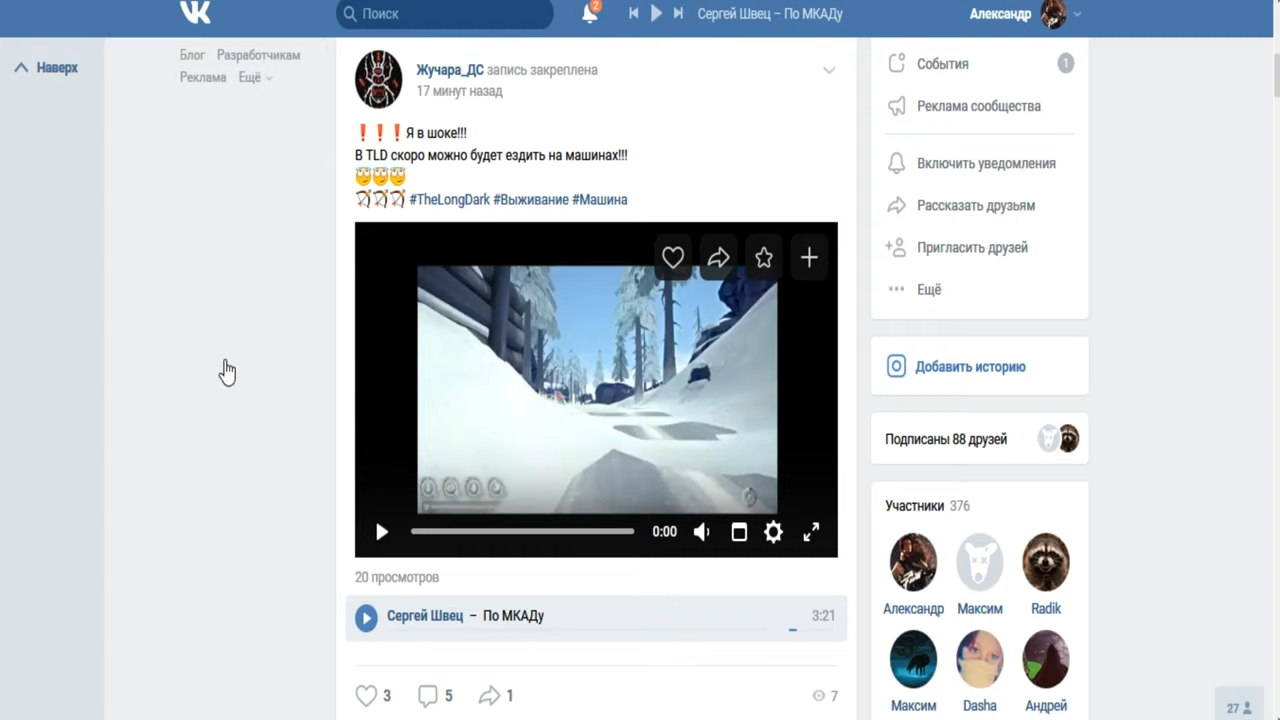 Поиск
2
Сергей Швец – По МКАДу
Александр
Наверх
Блог Разработчикам
Реклама Ещё
Жучара_ДС запись закреплена
17 минут назад
❗❗❗Я в шоке!!!
В TLD скоро можно будет ездить на машинах!!!
😇😇😇
🏹🏹🏹 #TheLongDark #Выживание #Машина
0:00
20 просмотров
Сергей Швец – По МКАДу 3:21
3 5 1 7
События 1
Реклама сообщества
Включить уведомления
Рассказать друзьям
Пригласить друзей
Ещё
Добавить историю
Подписаны 88 друзей
Участники 376
Александр Максим Radik
Максим Dasha Андрей
27